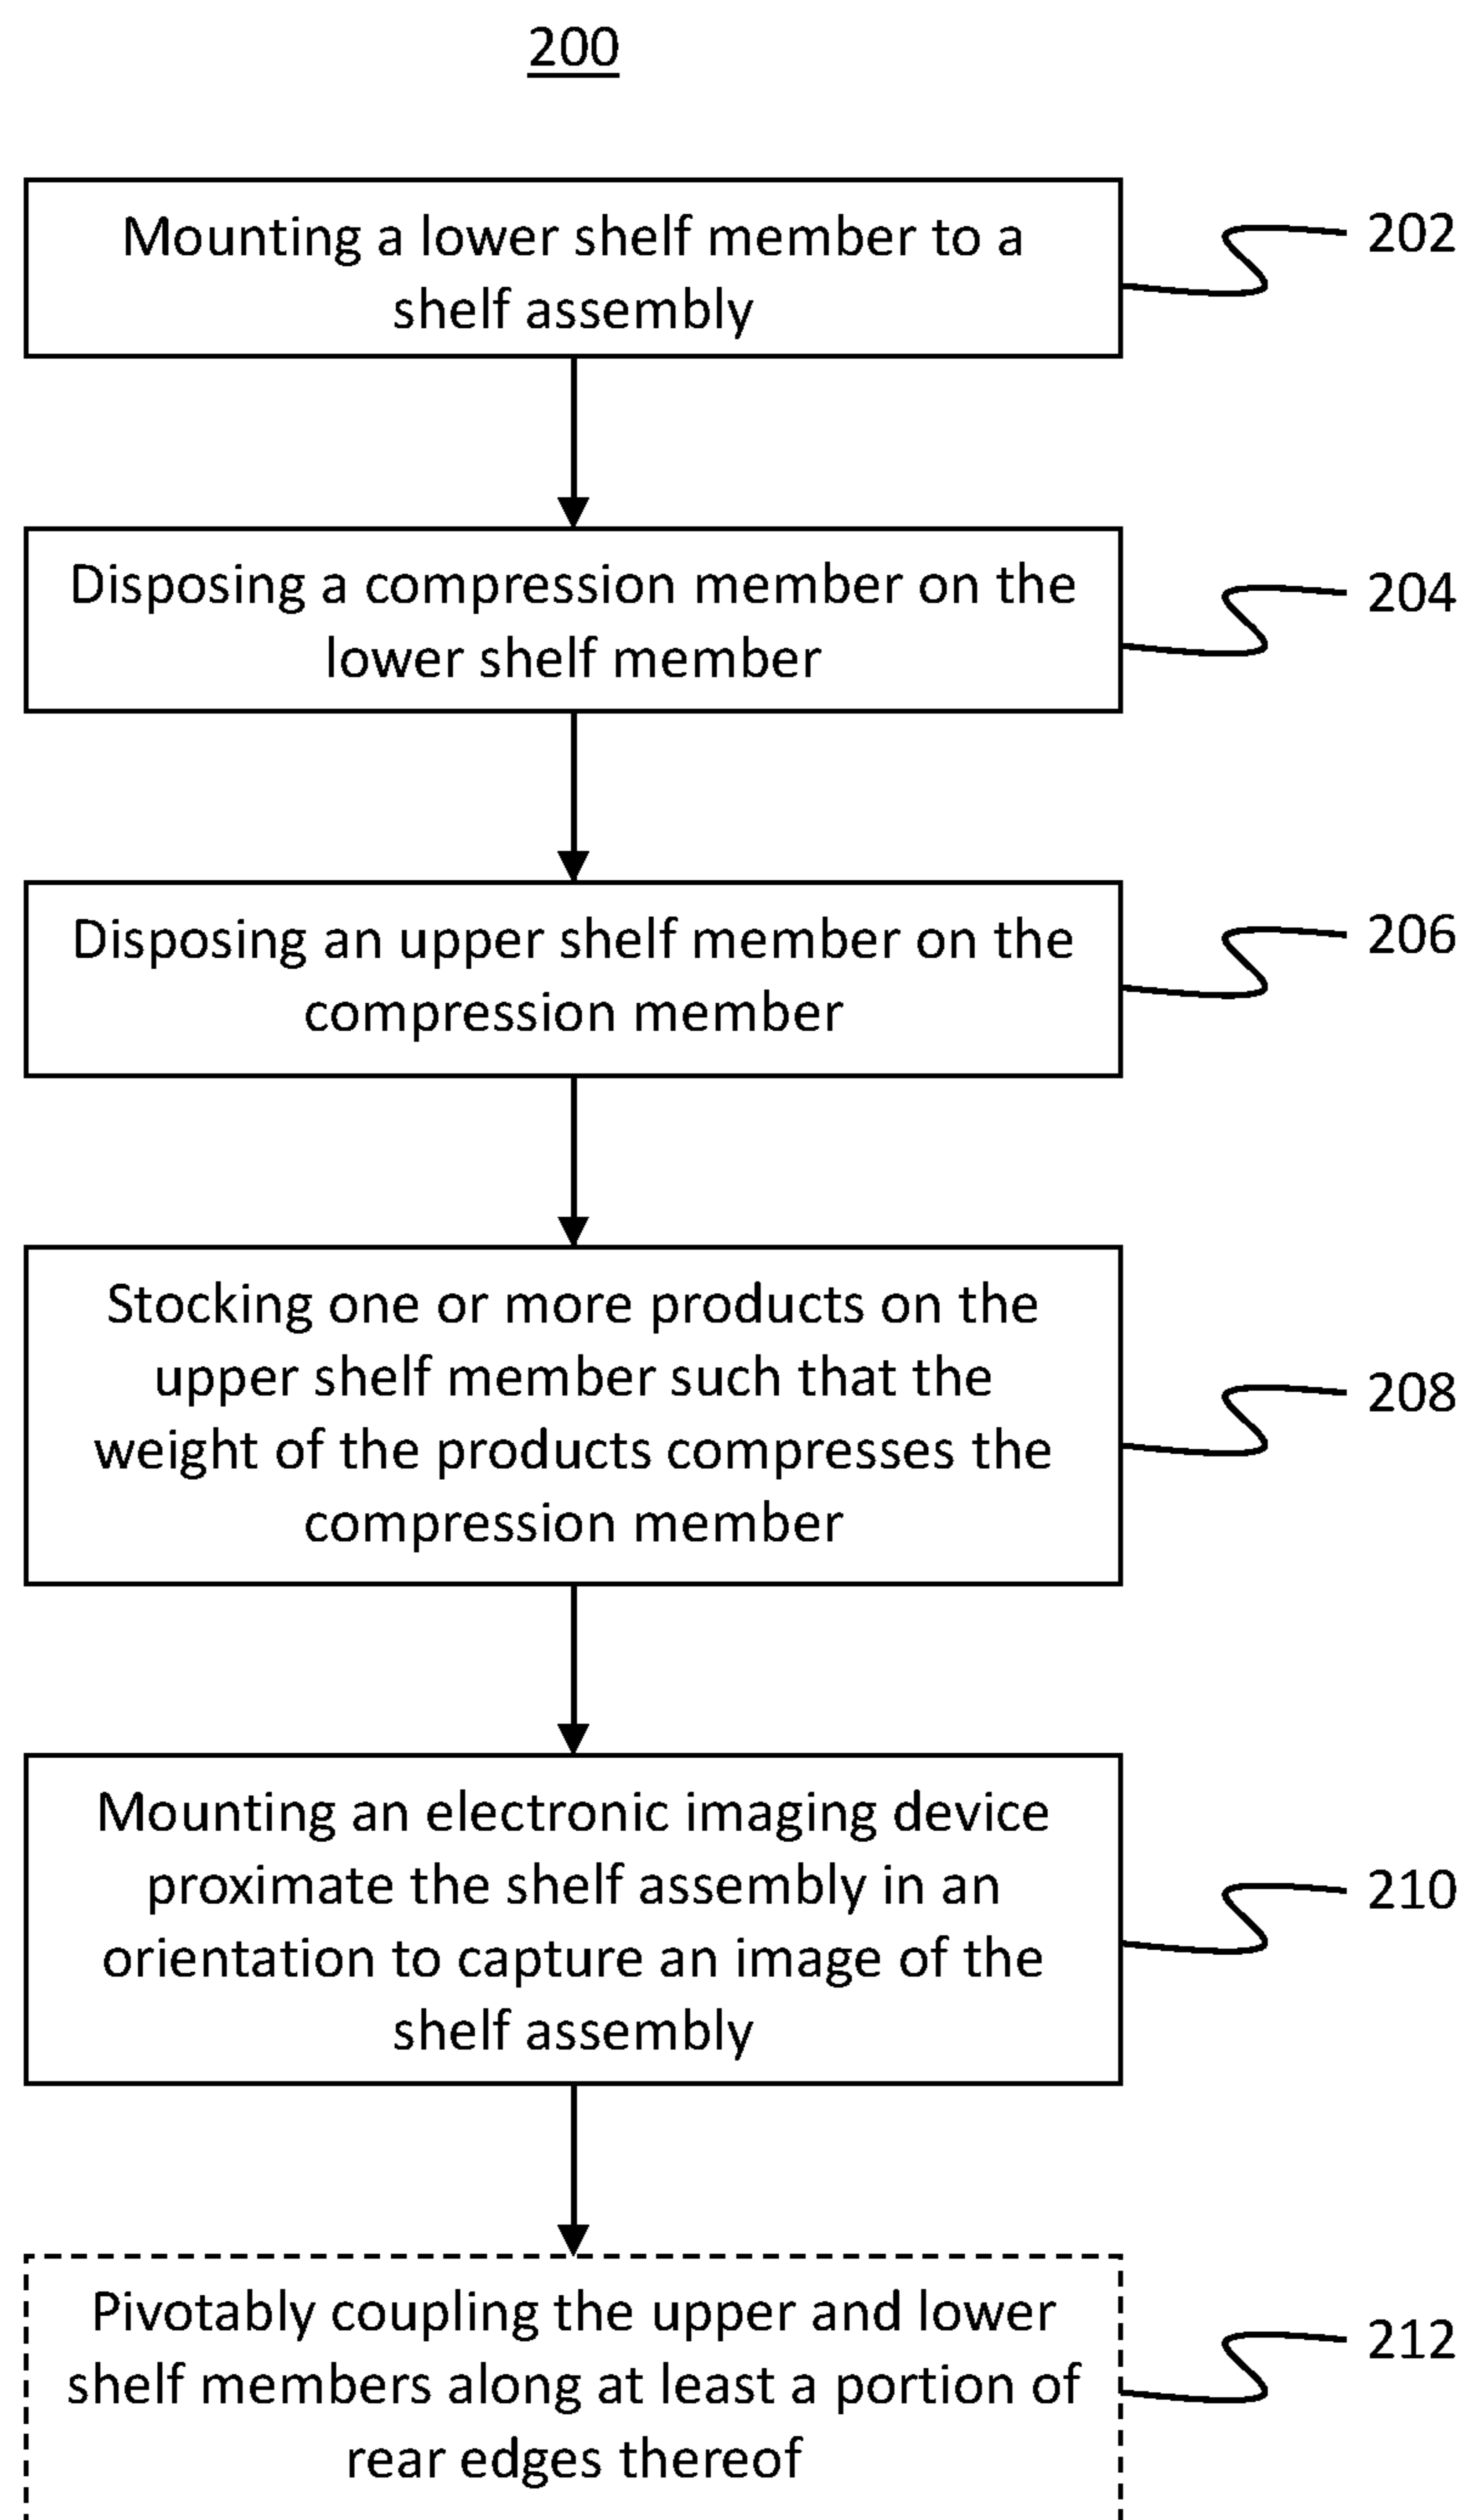 200
Mounting a lower shelf member to a
shelf assembly
202
Disposing a compression member on the
lower shelf member
204
Disposing an upper shelf member on the
compression member
206
Stocking one or more products on the
upper shelf member such that the
weight of the products compresses the
compression member
208
Mounting an electronic imaging device
proximate the shelf assembly in an
orientation to capture an image of the
shelf assembly
210
Pivotably coupling the upper and lower
shelf members along at least a portion of
rear edges thereof
212